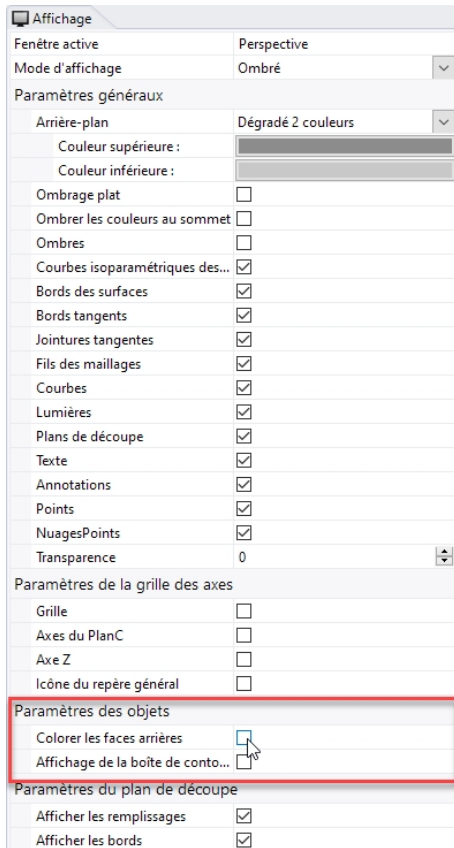 Affichage
Fenêtre active Perspective
Mode d'affichage Ombré
Paramètres généraux
Arrière-plan Dégradé 2 couleurs
Couleur supérieure :
Couleur inférieure :
Ombrage plat
Ombrer les couleurs au sommet
Ombres
Courbes isoparamétriques des...
Bords des surfaces
Bords tangents
Jointures tangentes
Fils des maillages
Courbes
Lumières
Plans de découpe
Texte
Annotations
Points
NuagesPoints
Transparence 0
Paramètres de la grille des axes
Grille
Axes du PlanC
Axe Z
Icône du repère général
Paramètres des objets
Colorer les faces arrières
Affichage de la boîte de conto...
Paramètres du plan de découpe
Afficher les remplissages
Afficher les bords